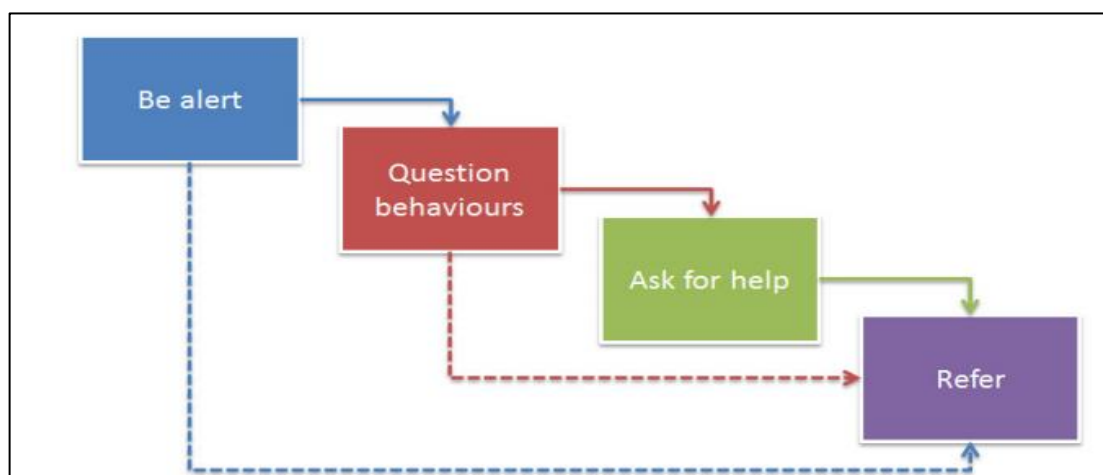 Be alert
Question
behaviours
Ask for help
Refer